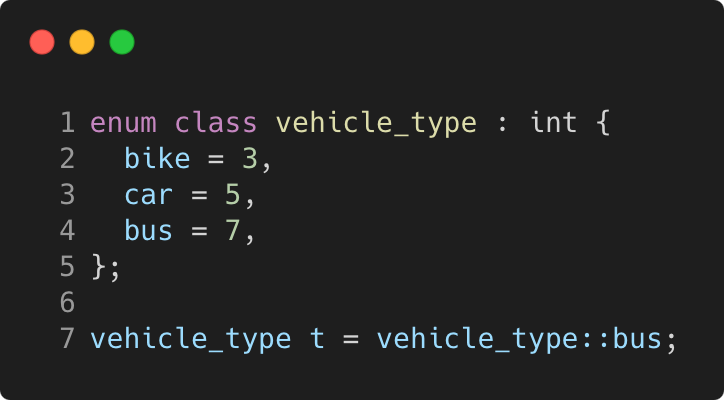 1 enum class vehicle_type : int {
2   bike = 3,
3   car = 5,
4   bus = 7,
5 };
6
7 vehicle_type t = vehicle_type::bus;